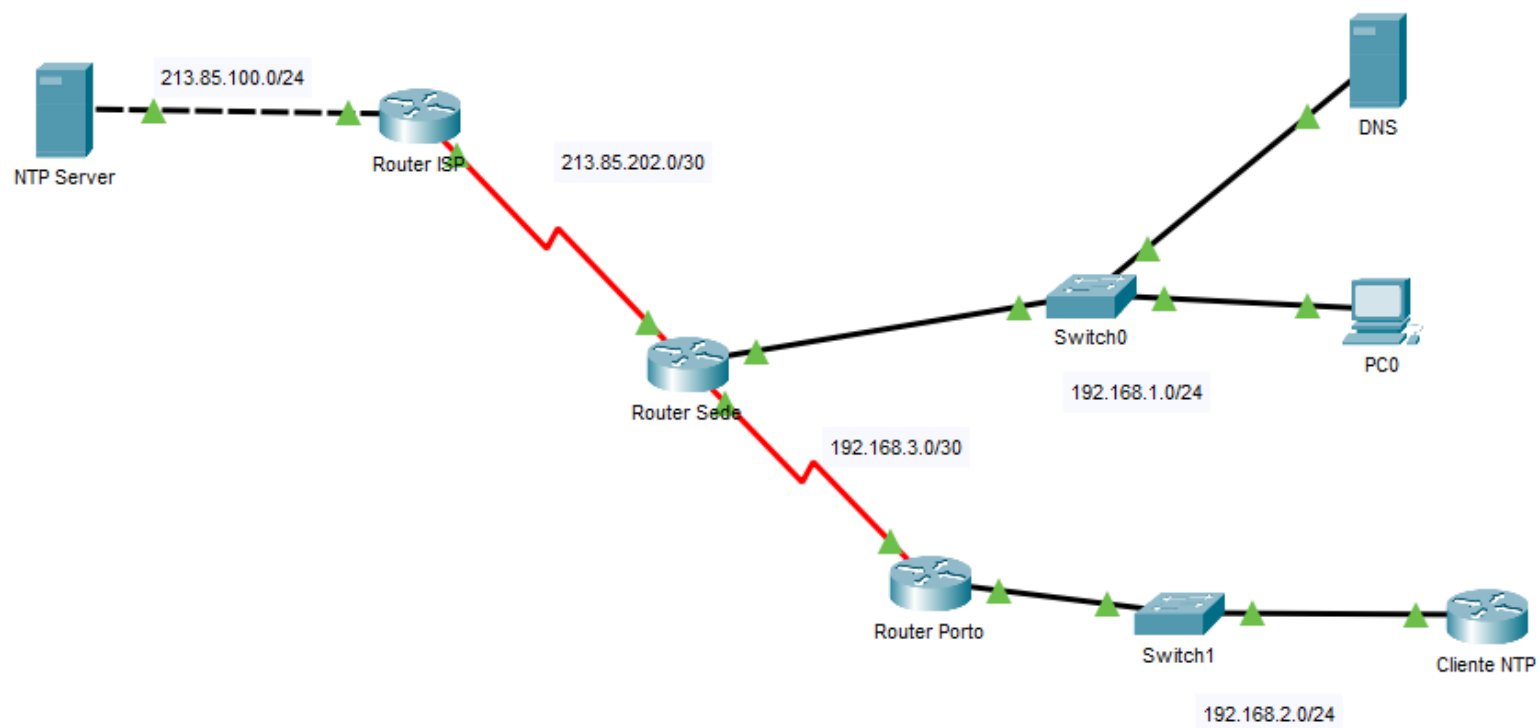 213.85.100.0/24
NTP Server
Router ISP
213.85.202.0/30
DNS
Switch0
PC0
192.168.1.0/24
Router Sede
192.168.3.0/30
Router Porto
Switch1
Cliente NTP
192.168.2.0/24